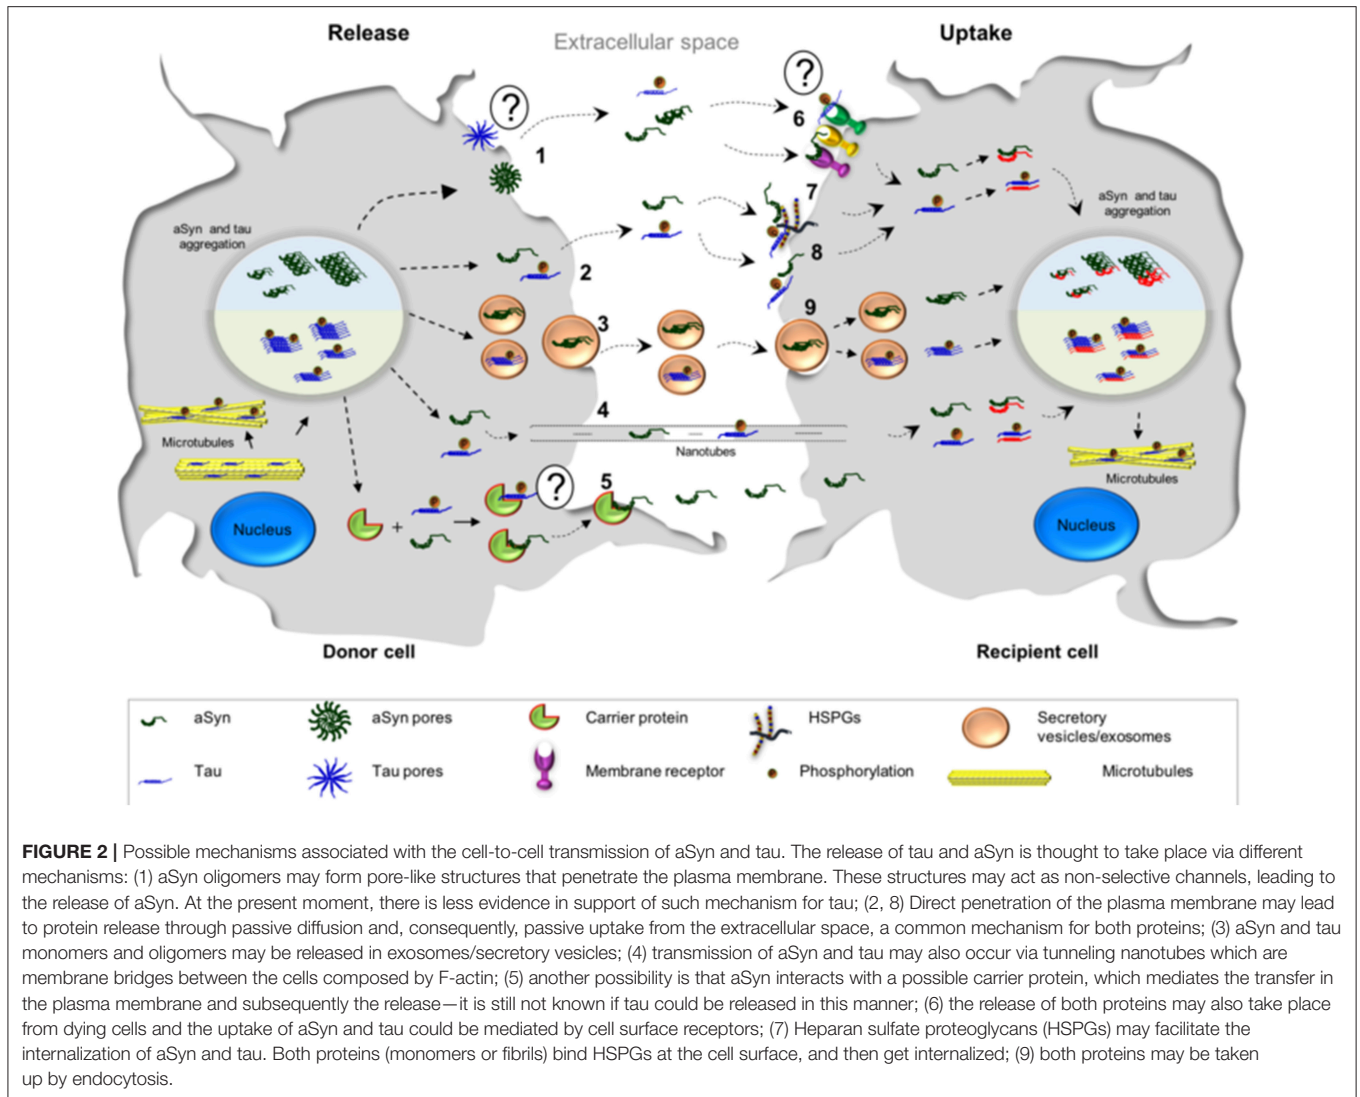 Release
Extracellular space
Uptake
?
?
6
1
7
aSyn and tau
aggregation
aSyn and tau
aggregation
8
2
9
3
4
Microtubules
Nanotubes
Microtubules
?
5
Nucleus
+
Nucleus
Donor cell
Recipient cell
aSyn
aSyn pores
Carrier protein
HSPGs
Secretory
vesicles/exosomes
Tau
Tau pores
Membrane receptor
Phosphorylation
Microtubules
FIGURE 2 | Possible mechanisms associated with the cell-to-cell transmission of aSyn and tau. The release of tau and aSyn is thought to take place via different
mechanisms: (1) aSyn oligomers may form pore-like structures that penetrate the plasma membrane. These structures may act as non-selective channels, leading to
the release of aSyn. At the present moment, there is less evidence in support of such mechanism for tau; (2, 8) Direct penetration of the plasma membrane may lead
to protein release through passive diffusion and, consequently, passive uptake from the extracellular space, a common mechanism for both proteins; (3) aSyn and tau
monomers and oligomers may be released in exosomes/secretory vesicles; (4) transmission of aSyn and tau may also occur via tunneling nanotubes which are
membrane bridges between the cells composed by F-actin; (5) another possibility is that aSyn interacts with a possible carrier protein, which mediates the transfer in
the plasma membrane and subsequently the release—it is still not known if tau could be released in this manner; (6) the release of both proteins may also take place
from dying cells and the uptake of aSyn and tau could be mediated by cell surface receptors; (7) Heparan sulfate proteoglycans (HSPGs) may facilitate the
internalization of aSyn and tau. Both proteins (monomers or fibrils) bind HSPGs at the cell surface, and then get internalized; (9) both proteins may be taken
up by endocytosis.